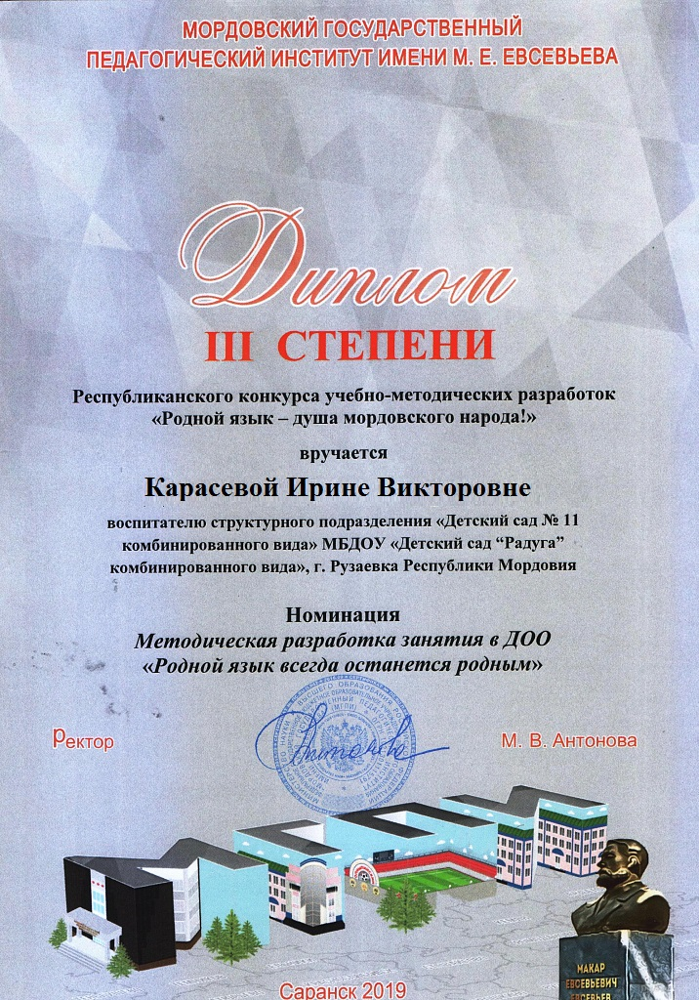 МОРДОВСКИЙ ГОСУДАРСТВЕННЫЙ
ПЕДАГОГИЧЕСКИЙ ИНСТИТУТ ИМЕНИ М. Е. ЕВСЕВЬЕВА
Диплом
III СТЕПЕНИ
Республиканского конкурса учебно-методических разработок
«Родной язык – душа мордовского народа!»
вручается
Карасевой Ирине Викторовне
воспитателю структурного подразделения «Детский сад № 11
комбинированного вида» МБДОУ «Детский сад “Радуга”
комбинированного вида», г. Рузаевка Республики Мордовия
Номинация
Методическая разработка занятия в ДОО
«Родной язык всегда останется родным»
Ректор
М. В. Антонова
МАКАР
ЕВСЕВЬЕВИЧ
ЕВСЕВЬЕВ
Саранск 2019